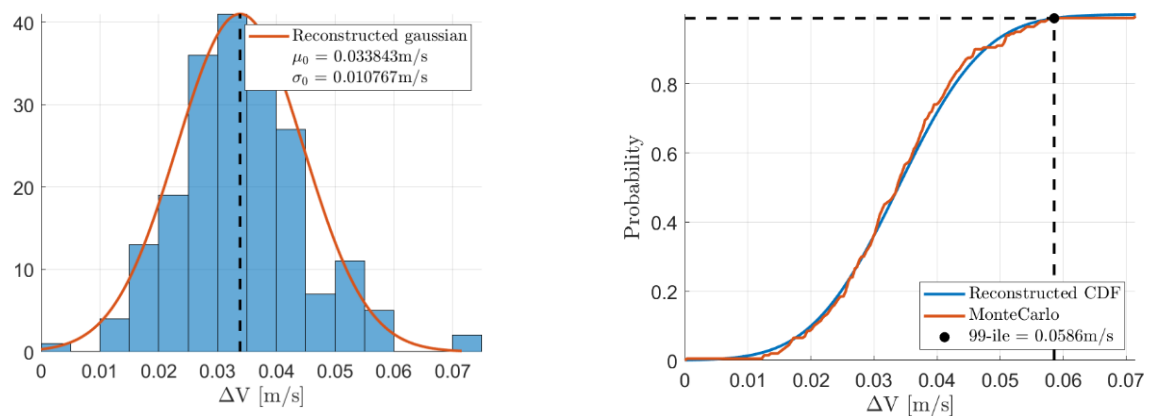 40
30
20
10
0
Reconstructed gaussian
μ₀ = 0.033843m/s
σ₀ = 0.010767m/s
0 0.01 0.02 0.03 0.04 0.05 0.06 0.07
ΔV [m/s]
Probability
0.8
0.6
0.4
0.2
0
Reconstructed CDF
MonteCarlo
99-ile = 0.0586m/s
0 0.01 0.02 0.03 0.04 0.05 0.06 0.07
ΔV [m/s]